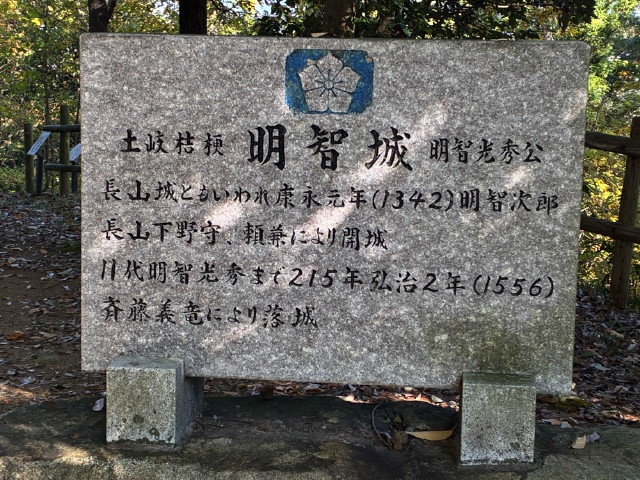 土岐桔梗 明智城 明智光秀公
長山城ともいわれ康永元年(1342)明智次郎
長山下野守、頼兼により開城
11代明智光秀まで215年弘治2年(1556)
斉藤義竜により落城